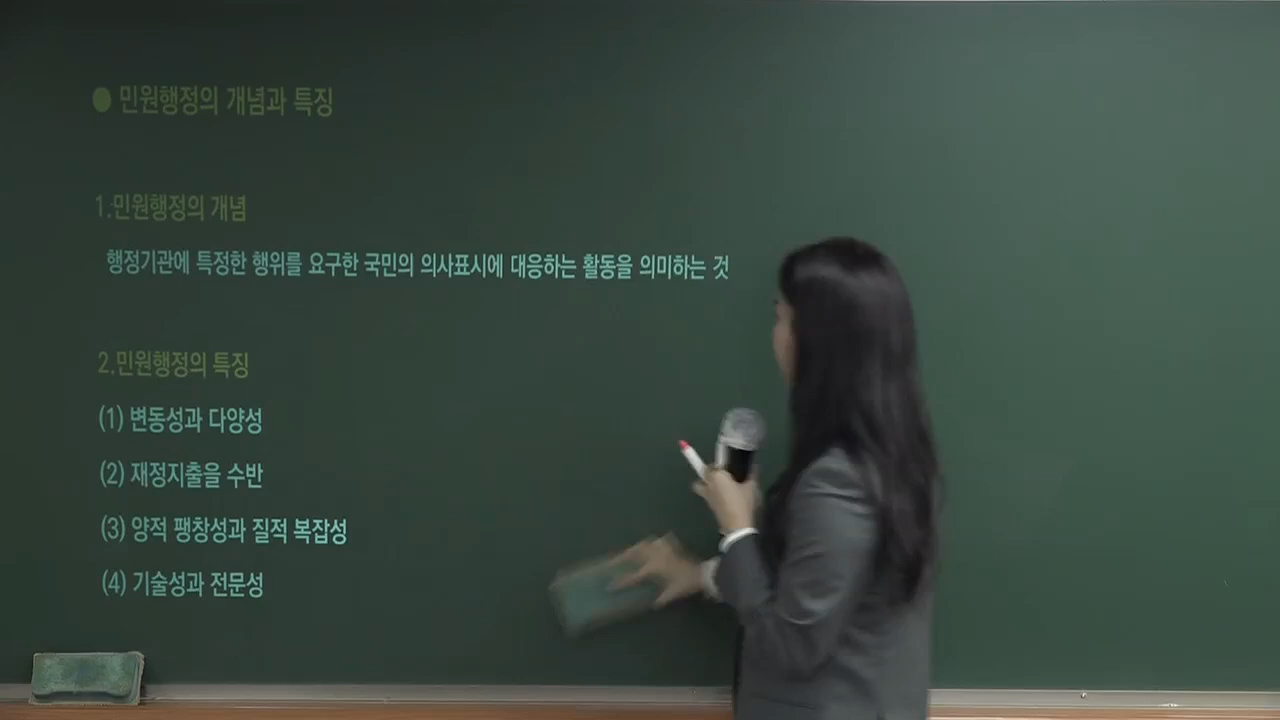 ● 민원행정의 개념과 특징
1.민원행정의 개념
행정기관에 특정한 행위를 요구한 국민의 의사표시에 대응하는 활동을 의미하는 것
2.민원행정의 특징
(1) 변동성과 다양성
(2) 재정지출을 수반
(3) 양적 팽창성과 질적 복잡성
(4) 기술성과 전문성